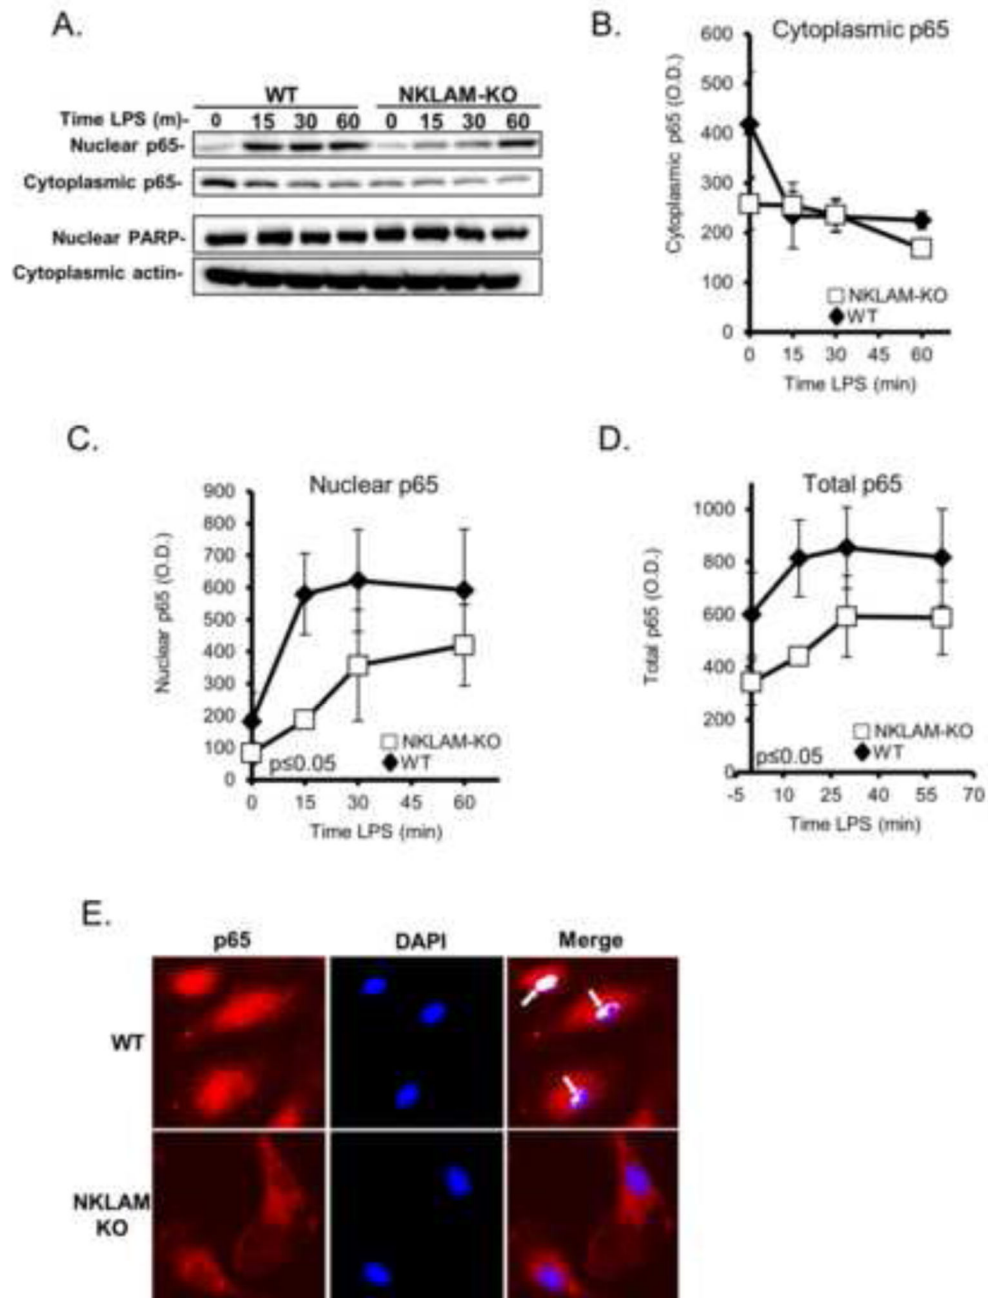 A.
WT NKLAM-KO
Time LPS (m)- 0 15 30 60 0 15 30 60
Nuclear p65-
Cytoplasmic p65-
Nuclear PARP-
Cytoplasmic actin-
B.
Cytoplasmic p65
Cytoplasmic p65 (O.D.)
600
500
400
300
200
100
0
NKLAM-KO
WT
0 15 30 45 60
Time LPS (min)
C.
Nuclear p65
Nuclear p65 (O.D.)
900
800
700
600
500
400
300
200
100
0
NKLAM-KO
WT
p≤0.05
0 15 30 45 60
Time LPS (min)
D.
Total p65
Total p65 (O.D.)
1000
800
600
400
200
0
NKLAM-KO
WT
p≤0.05
-5 10 25 40 55 70
Time LPS (min)
E.
p65 DAPI Merge
WT
NKLAM
KO